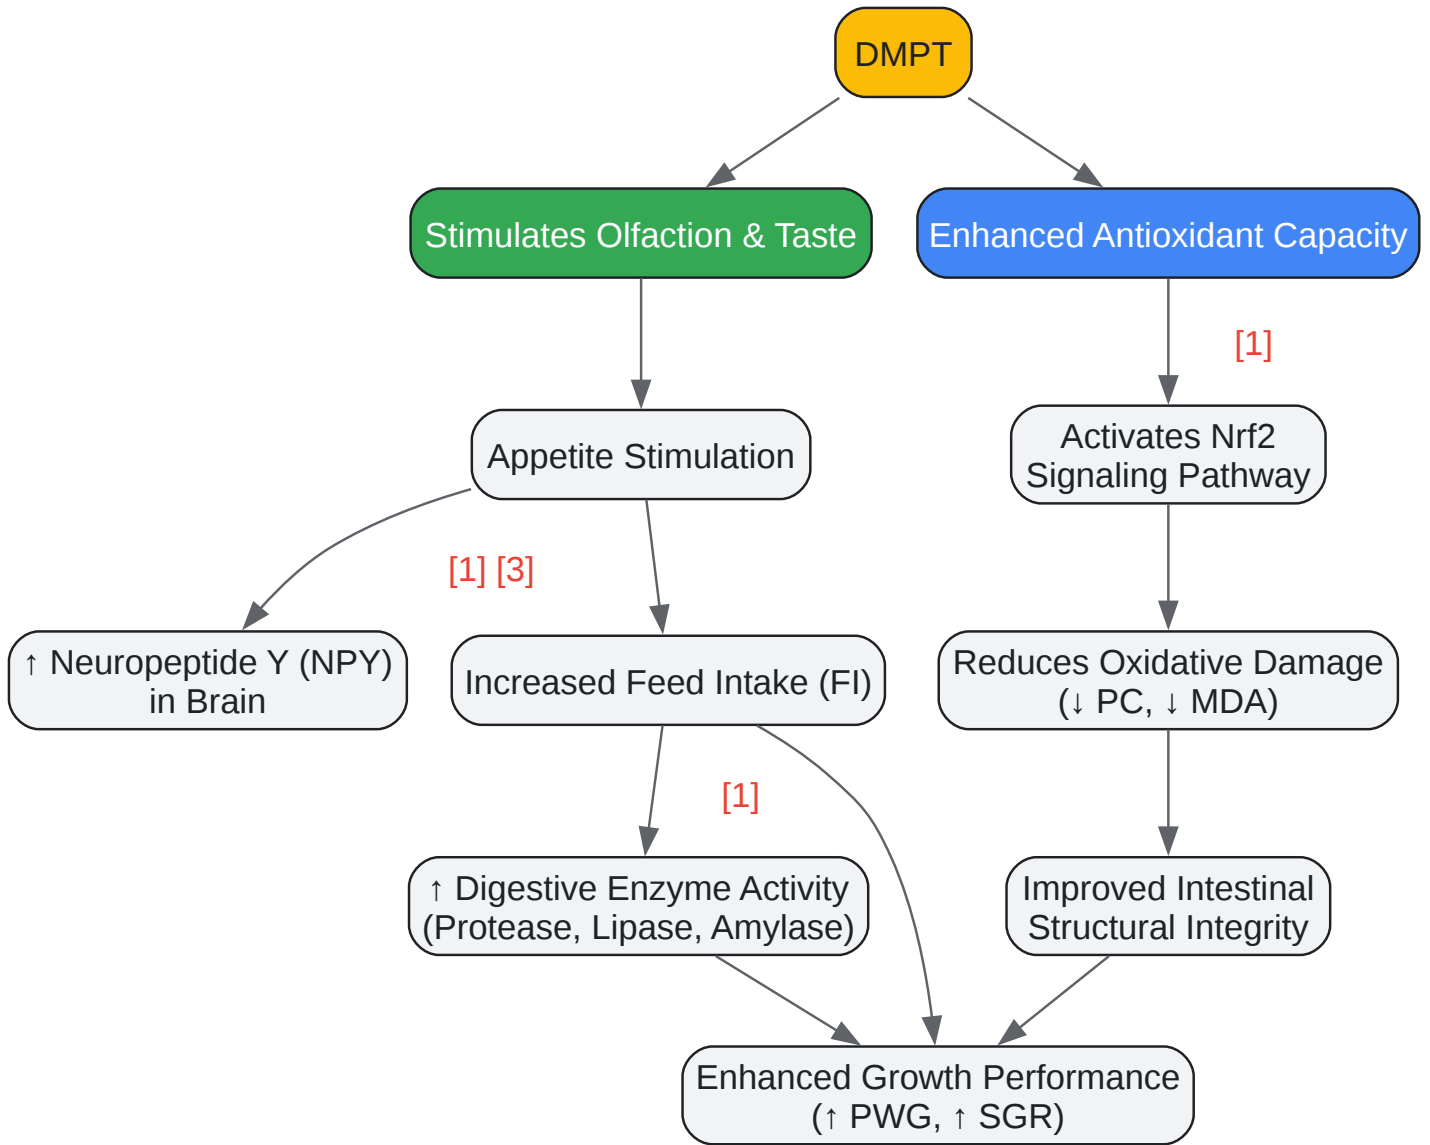 DMPT
Stimulates Olfaction & Taste
Enhanced Antioxidant Capacity
[1]
Appetite Stimulation
Activates Nrf2
Signaling Pathway
[1] [3]
↑ Neuropeptide Y (NPY)
in Brain
Increased Feed Intake (FI)
Reduces Oxidative Damage
(↓ PC, ↓ MDA)
[1]
↑ Digestive Enzyme Activity
(Protease, Lipase, Amylase)
Improved Intestinal
Structural Integrity
Enhanced Growth Performance
(↑ PWG, ↑ SGR)